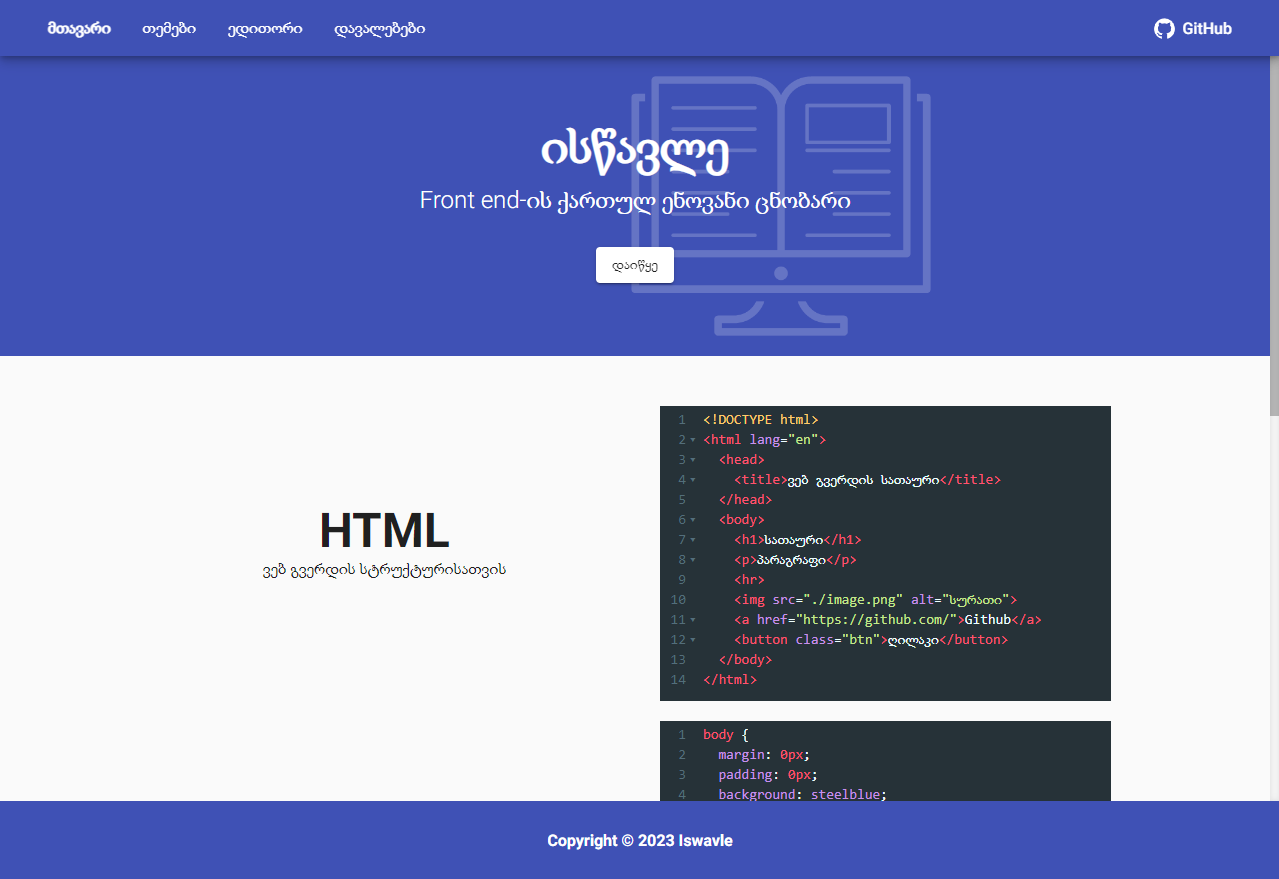 მთავარი თემები ედითორი დავალებები GitHub
ისწავლე
Front end-ის ქართულ ენოვანი ცნობარი
დაიწყე
HTML
ვებ გვერდის სტრუქტურისათვის
1 <!DOCTYPE html>
2 <html lang="en">
3 <head>
4 <title>ვებ გვერდის სათაური</title>
5 </head>
6 <body>
7 <h1>სათაური</h1>
8 <p>პარაგრაფი</p>
9 <hr>
10 <img src="./image.png" alt="სურათი">
11 <a href="https://github.com/">Github</a>
12 <button class="btn">ღილაკი</button>
13 </body>
14 </html>
1 body {
2 margin: 0px;
3 padding: 0px;
4 background: steelblue;
Copyright © 2023 Iswavle